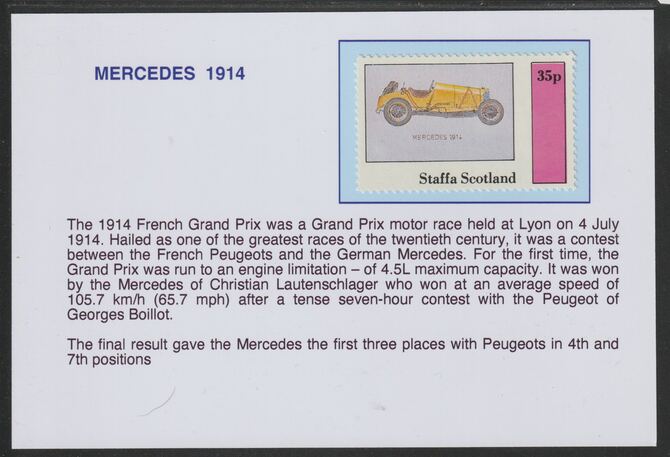 MERCEDES 1914
35p
MERCEDES 1914
Staffa Scotland
The 1914 French Grand Prix was a Grand Prix motor race held at Lyon on 4 July
1914. Hailed as one of the greatest races of the twentieth century, it was a contest
between the French Peugeots and the German Mercedes. For the first time, the
Grand Prix was run to an engine limitation – of 4.5L maximum capacity. It was won
by the Mercedes of Christian Lautenschlager who won at an average speed of
105.7 km/h (65.7 mph) after a tense seven-hour contest with the Peugeot of
Georges Boillot.
The final result gave the Mercedes the first three places with Peugeots in 4th and
7th positions